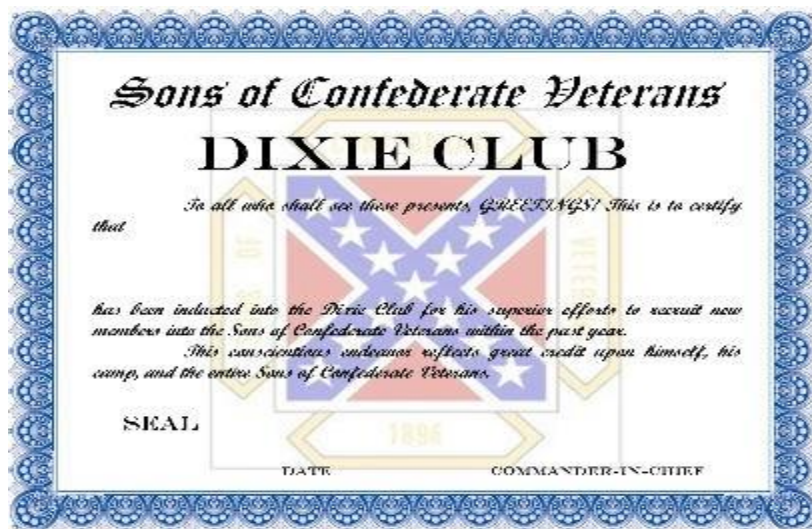 Sons of Confederate Veterans
DIXIE CLUB
To all who shall see these presents, GREETINGS! This is to certify
that
has been inducted into the Dixie Club for his superior efforts to recruit new
members into the Sons of Confederate Veterans within the past year.
This conscientious endeavor reflects great credit upon himself, his
camp, and the entire Sons of Confederate Veterans.
SEAL
1896
DATE COMMANDER-IN-CHIEF